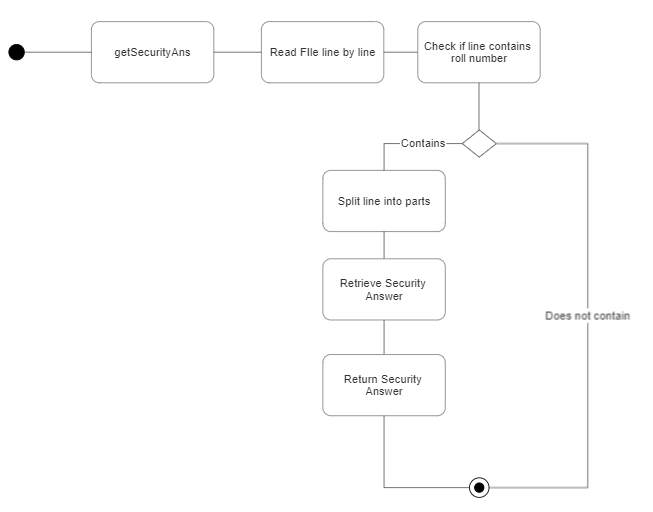 getSecurityAns
Read FIle line by line
Check if line contains
roll number
Contains
Split line into parts
Retrieve Security
Answer
Does not contain
Return Security
Answer